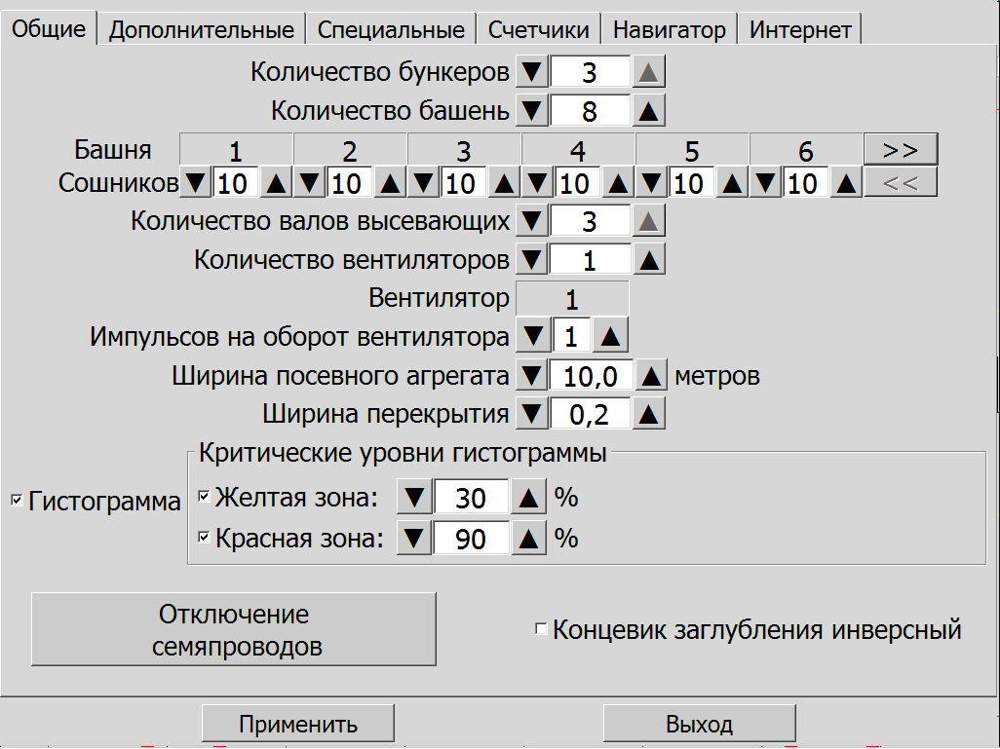 Общие Дополнительные Специальные Счетчики Навигатор Интернет
Количество бункеров 3
Количество башень 8
Башня 1 2 3 4 5 6 >>
Сошников 10 10 10 10 10 10 <<
Количество валов высевающих 3
Количество вентиляторов 1
Вентилятор 1
Импульсов на оборот вентилятора 1
Ширина посевного агрегата 10,0 метров
Ширина перекрытия 0,2
Критические уровни гистограммы
Гистограмма
Желтая зона: 30 %
Красная зона: 90 %
Отключение
семяпроводов
Концевик заглубления инверсный
Применить Выход